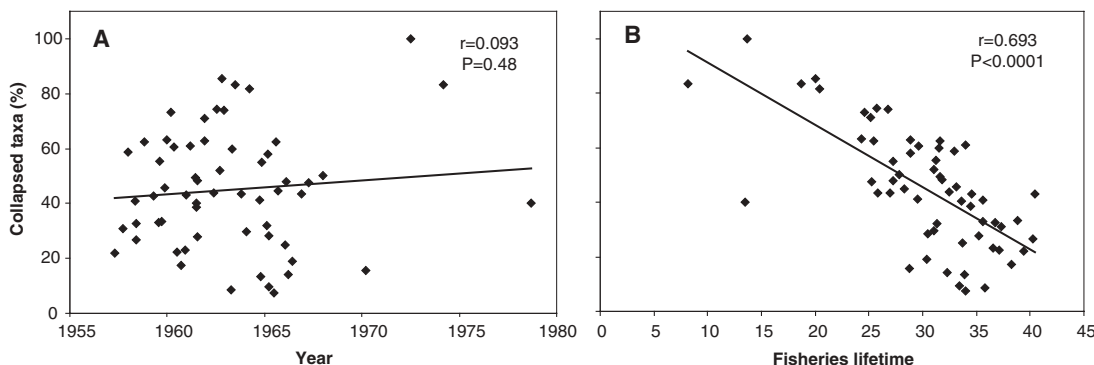 A
r=0.093
P=0.48
Collapsed taxa (%)
100
80
60
40
20
0
1955 1960 1965 1970 1975 1980
Year
B
r=0.693
P<0.0001
0 5 10 15 20 25 30 35 40 45
Fisheries lifetime